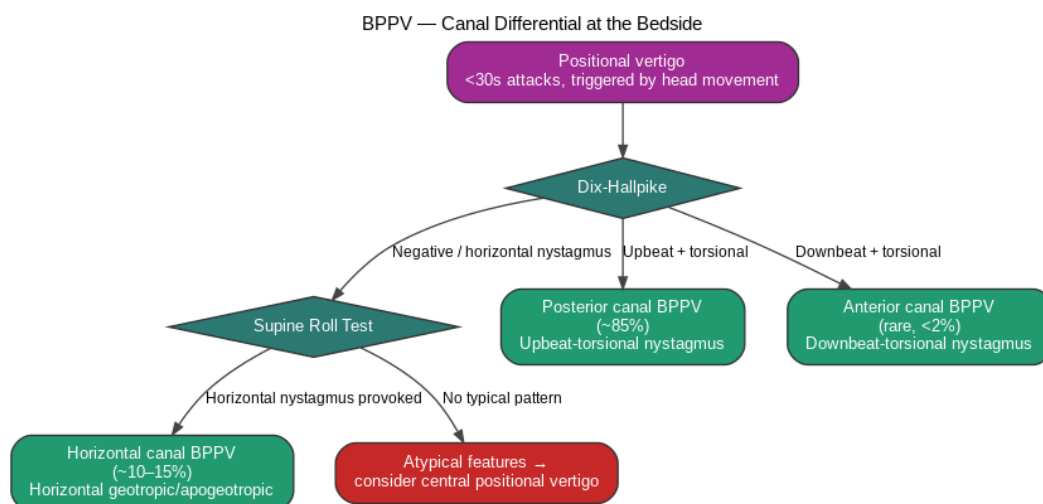 BPPV — Canal Differential at the Bedside
Positional vertigo
<30s attacks, triggered by head movement
Dix-Hallpike
Negative / horizontal nystagmus
Upbeat + torsional
Downbeat + torsional
Supine Roll Test
Posterior canal BPPV
(~85%)
Upbeat-torsional nystagmus
Anterior canal BPPV
(rare, <2%)
Downbeat-torsional nystagmus
Horizontal nystagmus provoked
No typical pattern
Horizontal canal BPPV
(~10–15%)
Horizontal geotropic/apogeotropic
Atypical features →
consider central positional vertigo